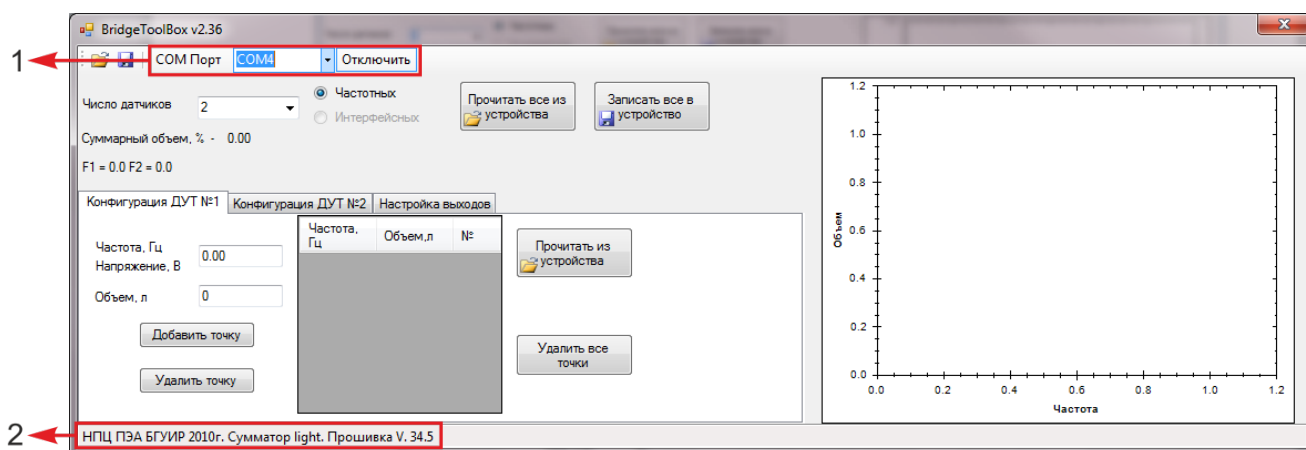 BridgeToolBox v2.36
1
COM Порт COM4 Отключить
Число датчиков 2
Частотных
Интерфейсных
Прочитать все из
устройства
Записать все в
устройство
Суммарный объем, % - 0.00
F1 = 0.0 F2 = 0.0
Конфигурация ДУТ №1 Конфигурация ДУТ №2 Настройка выходов
Частота, Гц
Напряжение, В
0.00
Объем, л 0
Добавить точку
Удалить точку
Частота,
Гц
Объем,л
№
Прочитать из
устройства
Удалить все
точки
1.2
1.0
0.8
0.6
0.4
0.2
0.0
Объем
0.0 0.2 0.4 0.6 0.8 1.0 1.2
Частота
2
НПЦ ПЭА БГУИР 2010г. Сумматор light. Прошивка V. 34.5